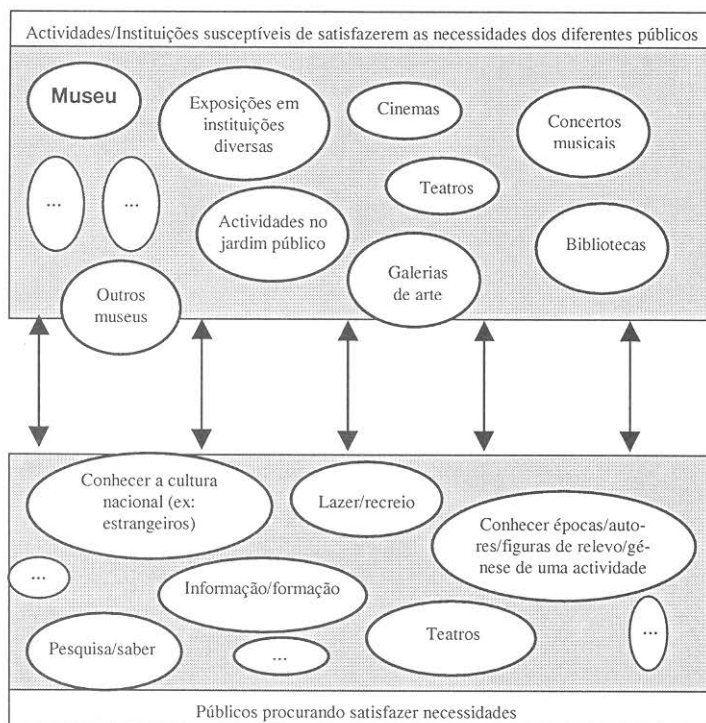 Actividades/Instituições susceptíveis de satisfazerem as necessidades dos diferentes públicos
Museu
Exposições em
instituições
diversas
Cinemas
Concertos
musicais
...
...
Teatros
Actividades no
jardim público
Bibliotecas
Galerias
de arte
Outros
museus
Conhecer a cultura
nacional (ex:
estrangeiros)
Lazer/recreio
Conhecer épocas/auto-
res/figuras de relevo/gé-
nese de uma actividade
...
Informação/formação
Teatros
...
Pesquisa/saber
...
Públicos procurando satisfazer necessidades